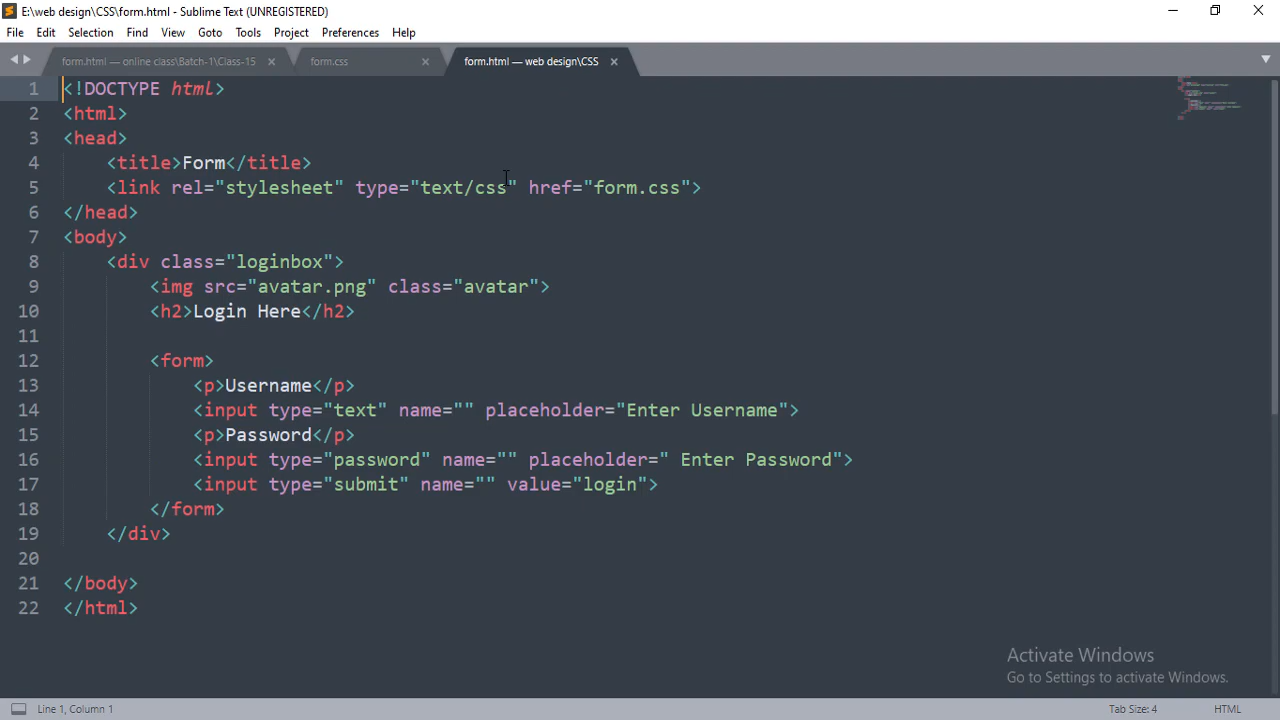 E:\web design\CSS\form.html - Sublime Text (UNREGISTERED)
File Edit Selection Find View Goto Tools Project Preferences Help
form.html — online class\Batch-1\Class-15 form.css form.html — web design\CSS
1 <!DOCTYPE html>
2 <html>
3 <head>
4 <title>Form</title>
5 <link rel="stylesheet" type="text/css" href="form.css">
6 </head>
7 <body>
8 <div class="loginbox">
9 <img src="avatar.png" class="avatar">
10 <h2>Login Here</h2>
11
12 <form>
13 <p>Username</p>
14 <input type="text" name="" placeholder="Enter Username">
15 <p>Password</p>
16 <input type="password" name="" placeholder=" Enter Password">
17 <input type="submit" name="" value="login">
18 </form>
19 </div>
20
21 </body>
22 </html>
Activate Windows
Go to Settings to activate Windows.
Line 1, Column 1 Tab Size: 4 HTML